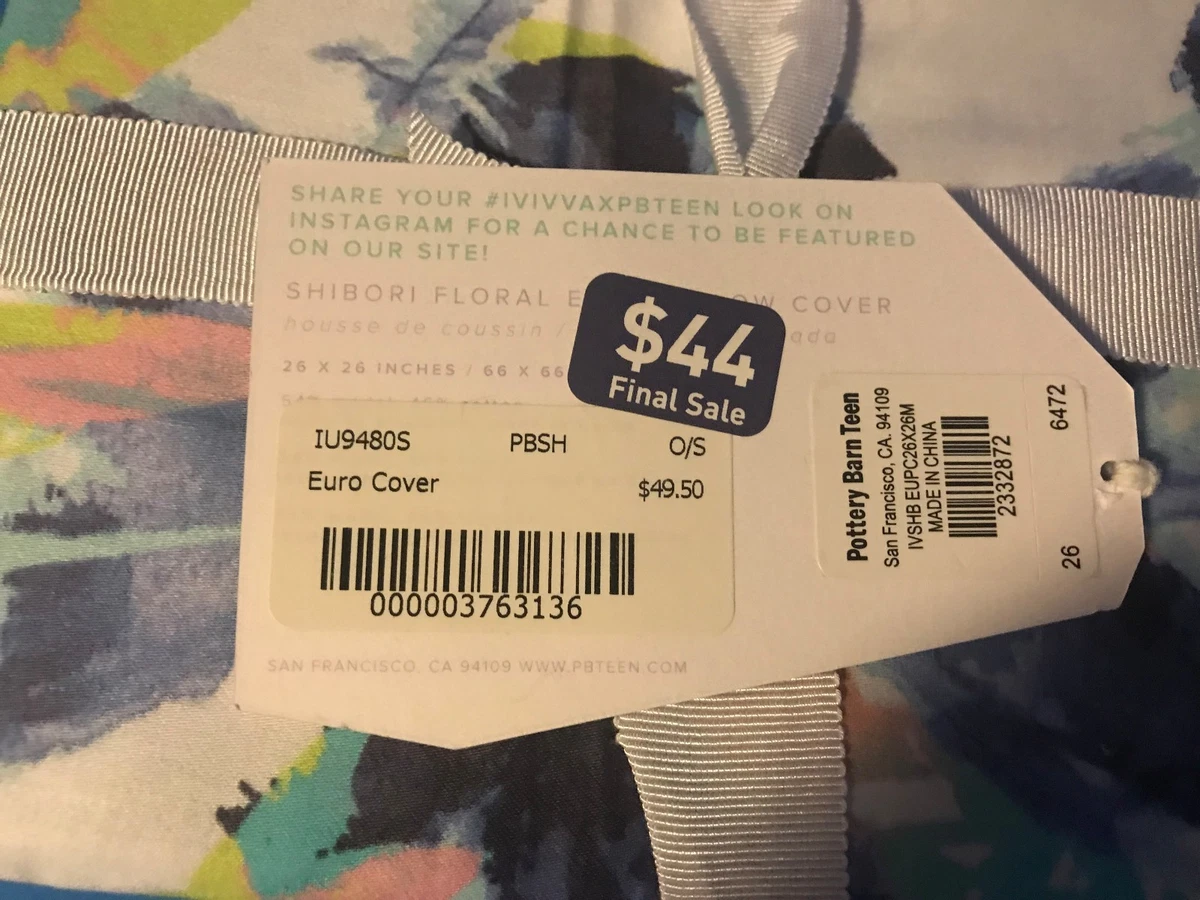 SHARE YOUR #IVIVVAXPBTEEN LOOK ON
INSTAGRAM FOR A CHANCE TO BE FEATURED
ON OUR SITE!
SHIBORI FLORAL COVER
housse de coussin /
26 X 26 INCHES / 66 X 66
$44
Final Sale
IU9480S PBSH O/S
Euro Cover $49.50
000003763136
SAN FRANCISCO, CA 94109 WWW.PBTEEN.COM
Pottery Barn Teen
San Francisco, CA. 94109
IVSHB EUPC26X26M
MADE IN CHINA
2332872
26 6472